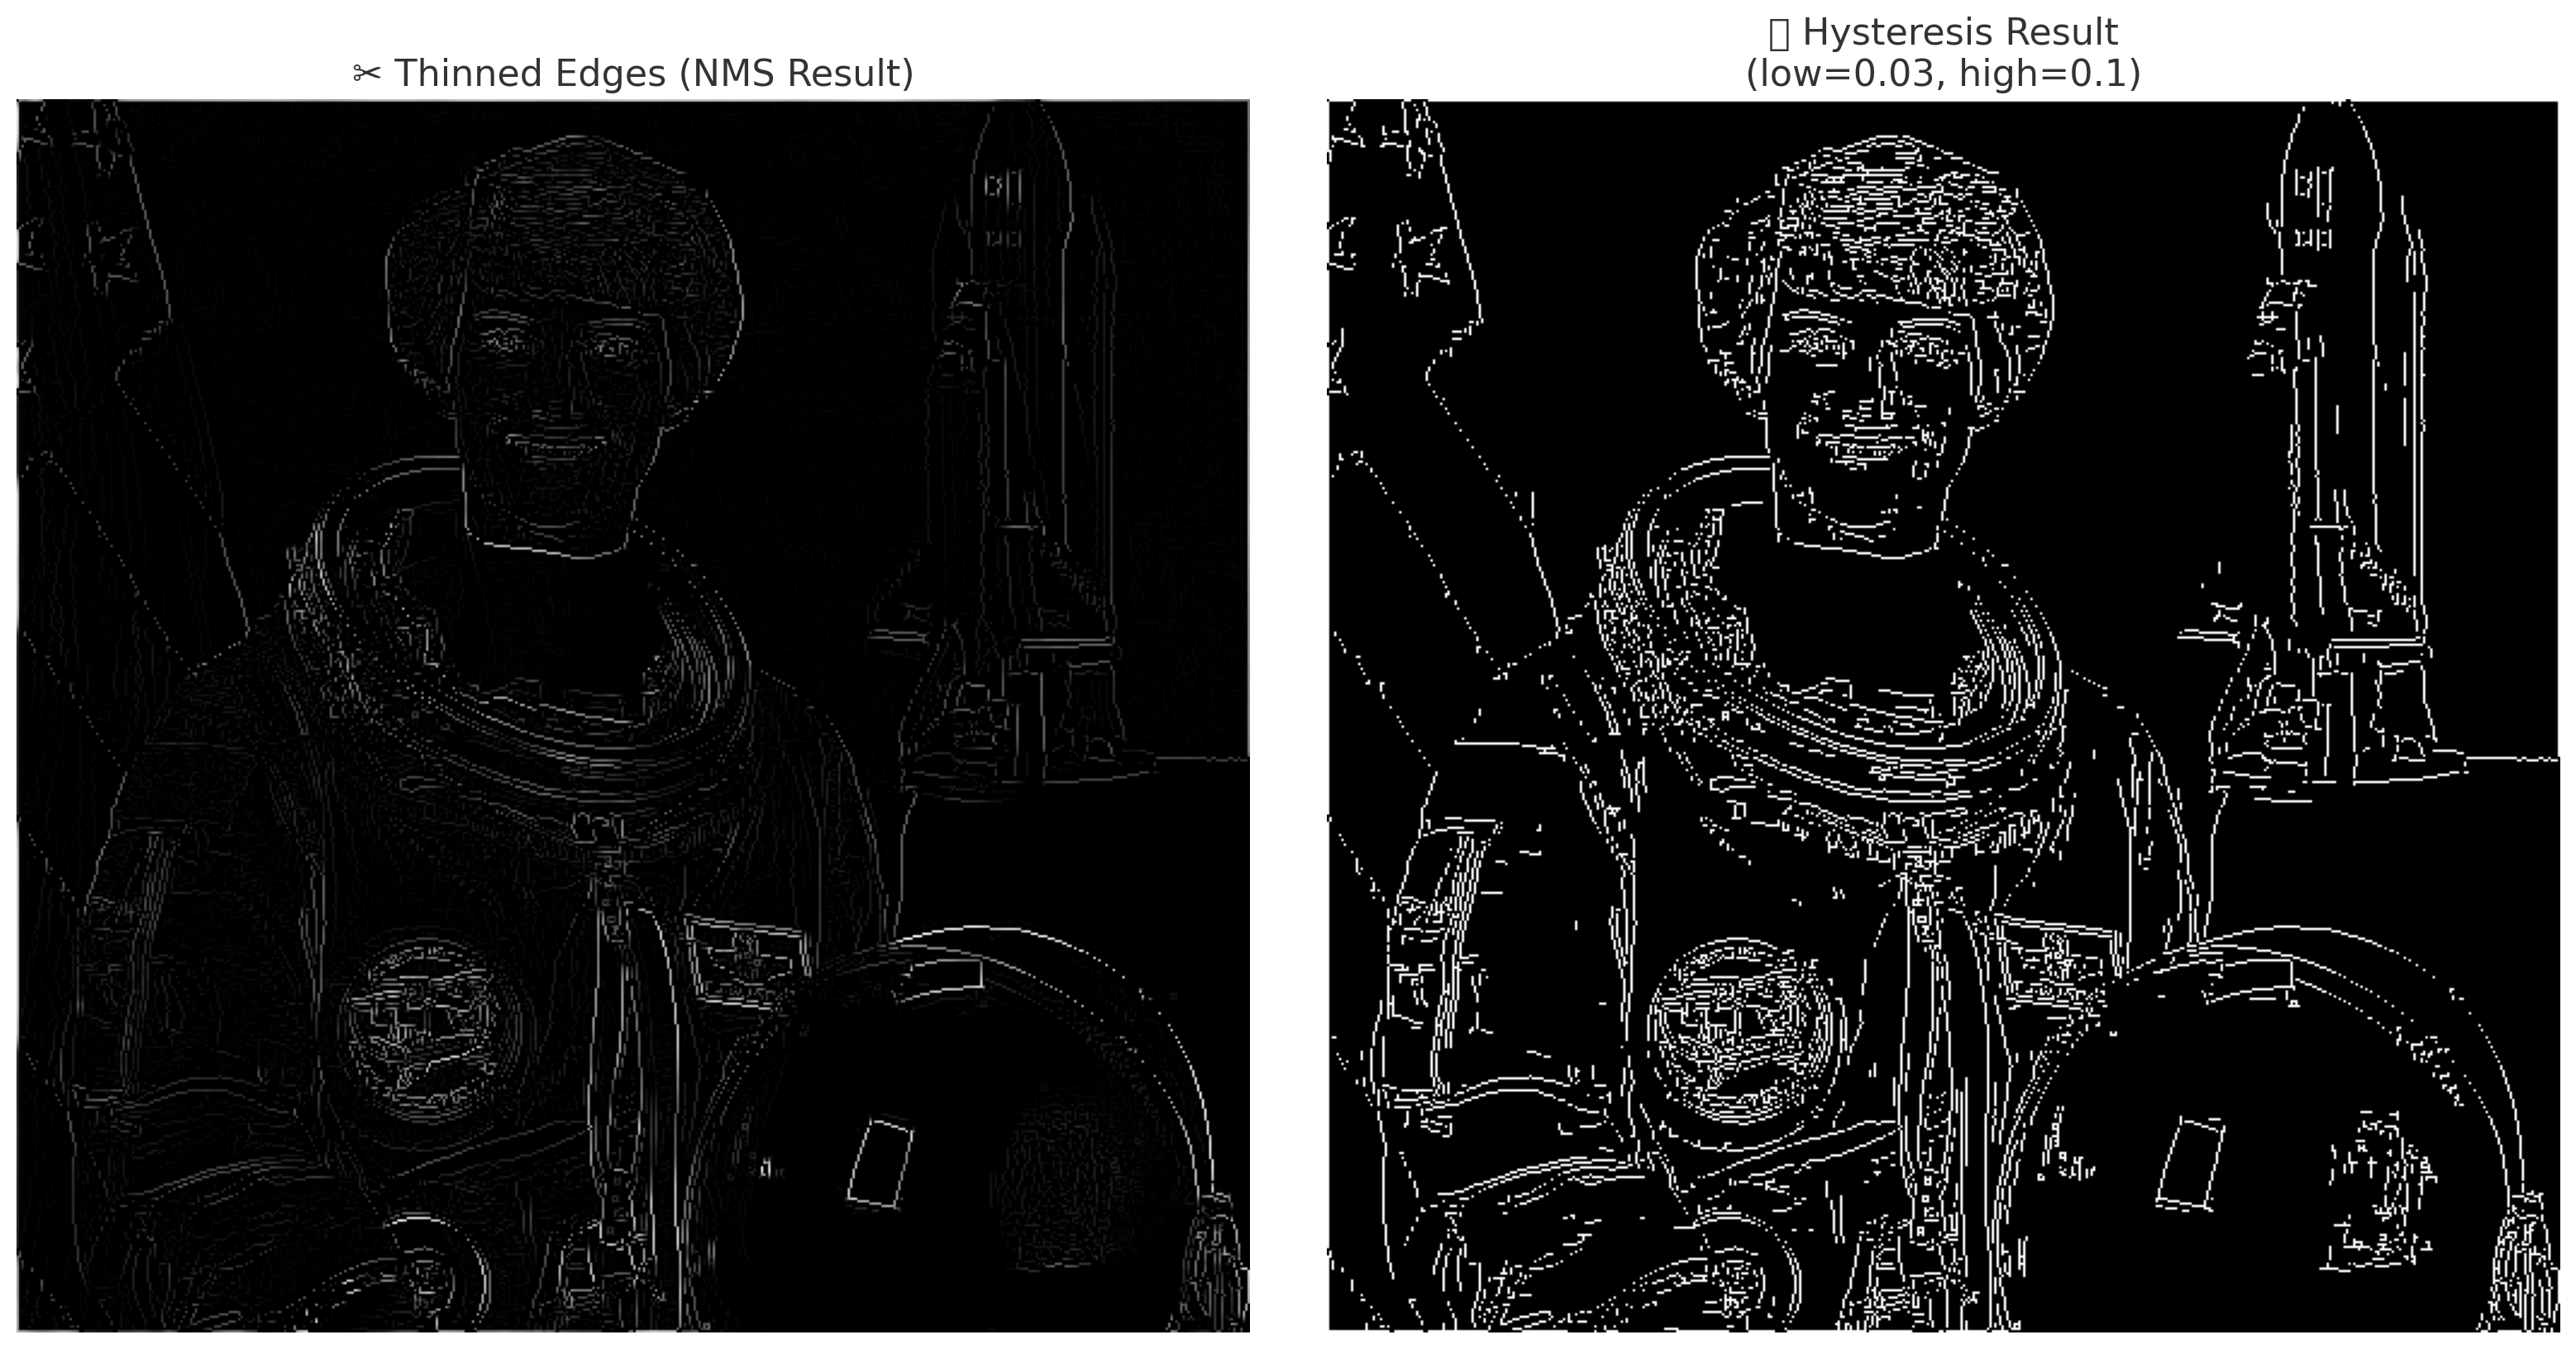 ✂ Thinned Edges (NMS Result)
▯ Hysteresis Result
(low=0.03, high=0.1)